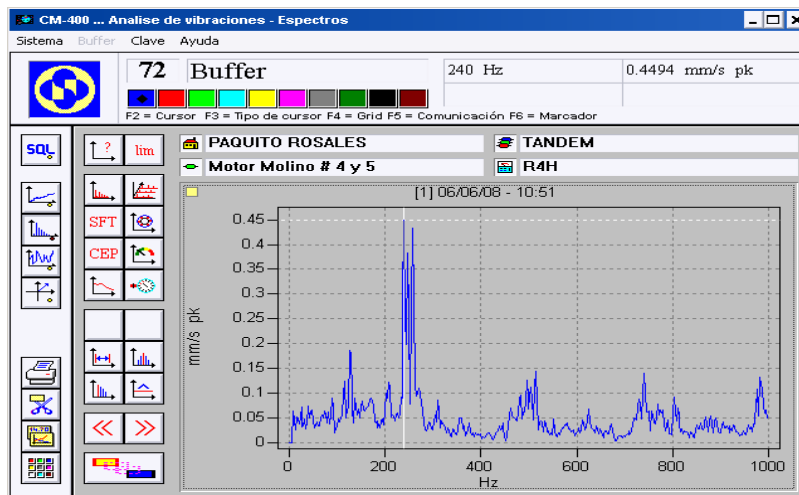 CM-400 ... Analise de vibraciones - Espectros
Sistema Buffer Clave Ayuda
72 Buffer 240 Hz 0.4494 mm/s pk
F2 = Cursor F3 = Tipo de cursor F4 = Grid F5 = Comunicación F6 = Marcador
SQL ? lim PAQUITO ROSALES TANDEM
Motor Molino # 4 y 5 R4H
[1] 06/06/08 - 10:51
SFT
CEP
0.45
0.4
0.35
0.3
0.25
0.2
0.15
0.1
0.05
0
mm/s pk
0 200 400 600 800 1000
Hz
14.70